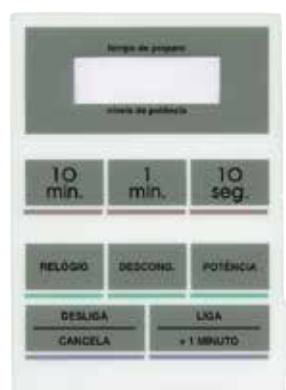 tempo de preparo
níveis de potência
10 min.
1 min.
10 seg.
RELÓGIO
DESCONG.
POTÊNCIA
DESLIGA
CANCELA
LIGA
+ 1 MINUTO